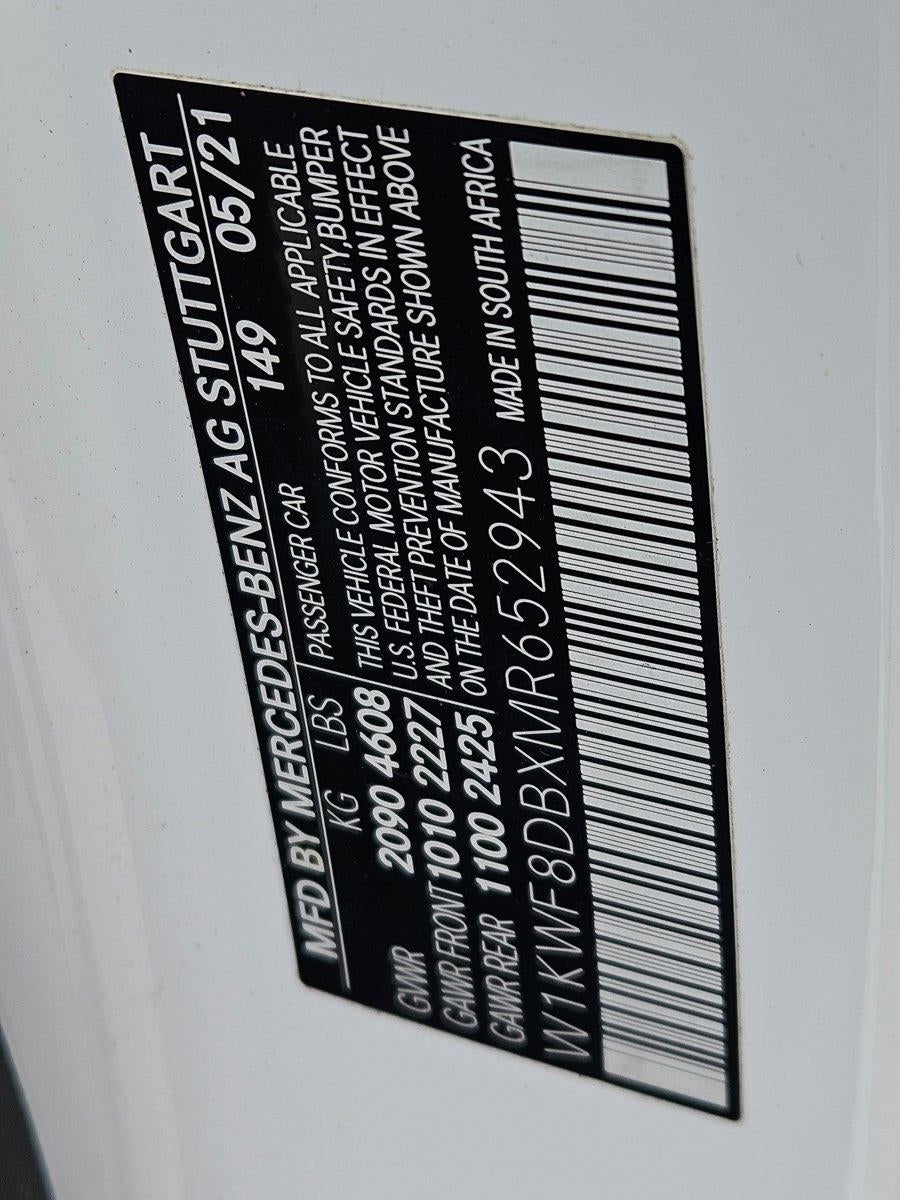 MFD BY MERCEDES-BENZ AG STUTTGART
149 05/21
KG LBS PASSENGER CAR
GVWR 2090 4608
GAWR FRONT 1010 2227
GAWR REAR 1100 2425
THIS VEHICLE CONFORMS TO ALL APPLICABLE
U.S. FEDERAL MOTOR VEHICLE SAFETY,BUMPER
AND THEFT PREVENTION STANDARDS IN EFFECT
ON THE DATE OF MANUFACTURE SHOWN ABOVE
W1KWF8DBXMR652943 MADE IN SOUTH AFRICA